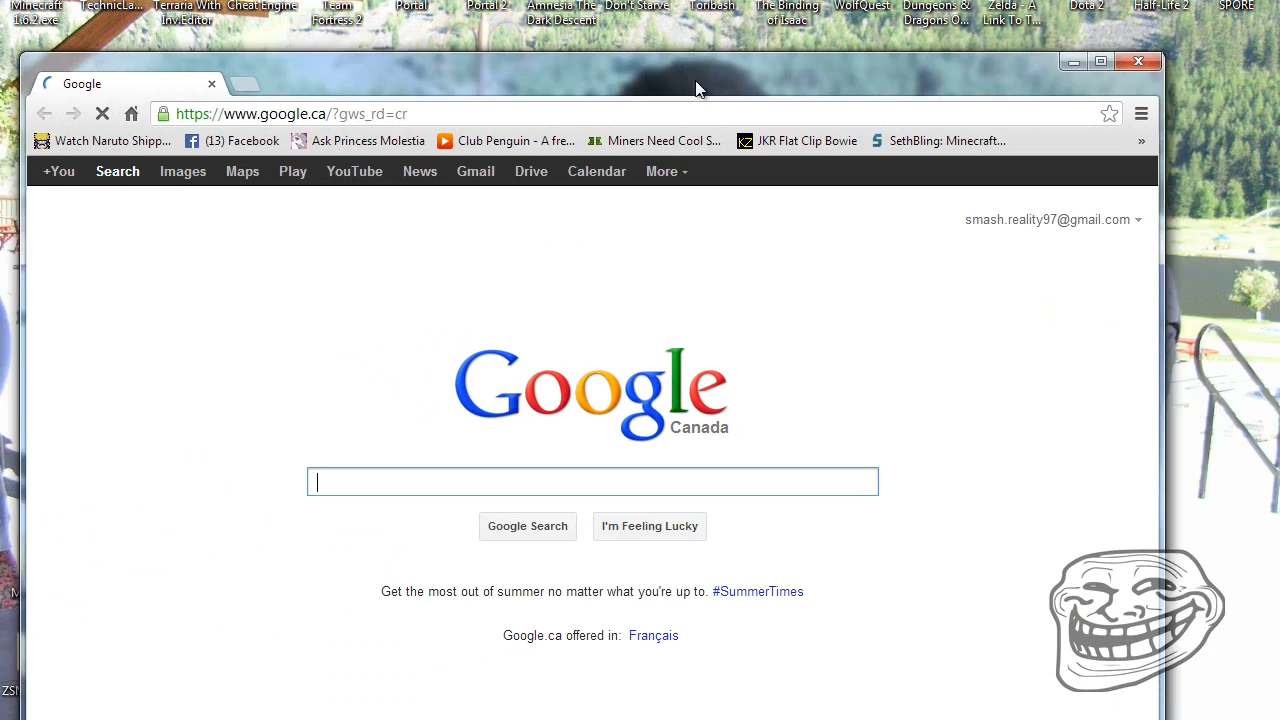 Minecraft TechnicLa... Terraria With Cheat Engine Team Portal Portal 2 Amnesia The Don't Starve Toribash The Binding WolfQuest Dungeons & Zelda - A Dota 2 Half-Life 2 SPORE
1.6.2.exe Inv.Editor Fortress 2 Dark Descent of Isaac Dragons O... Link To T...
Google
https://www.google.ca/?gws_rd=cr
Watch Naruto Shipp... (13) Facebook Ask Princess Molestia Club Penguin - A fre... Miners Need Cool S... JKR Flat Clip Bowie SethBling: Minecraft... »
+You Search Images Maps Play YouTube News Gmail Drive Calendar More
smash.reality97@gmail.com
Google
Canada
Google Search I'm Feeling Lucky
Get the most out of summer no matter what you're up to. #SummerTimes
Google.ca offered in: Français